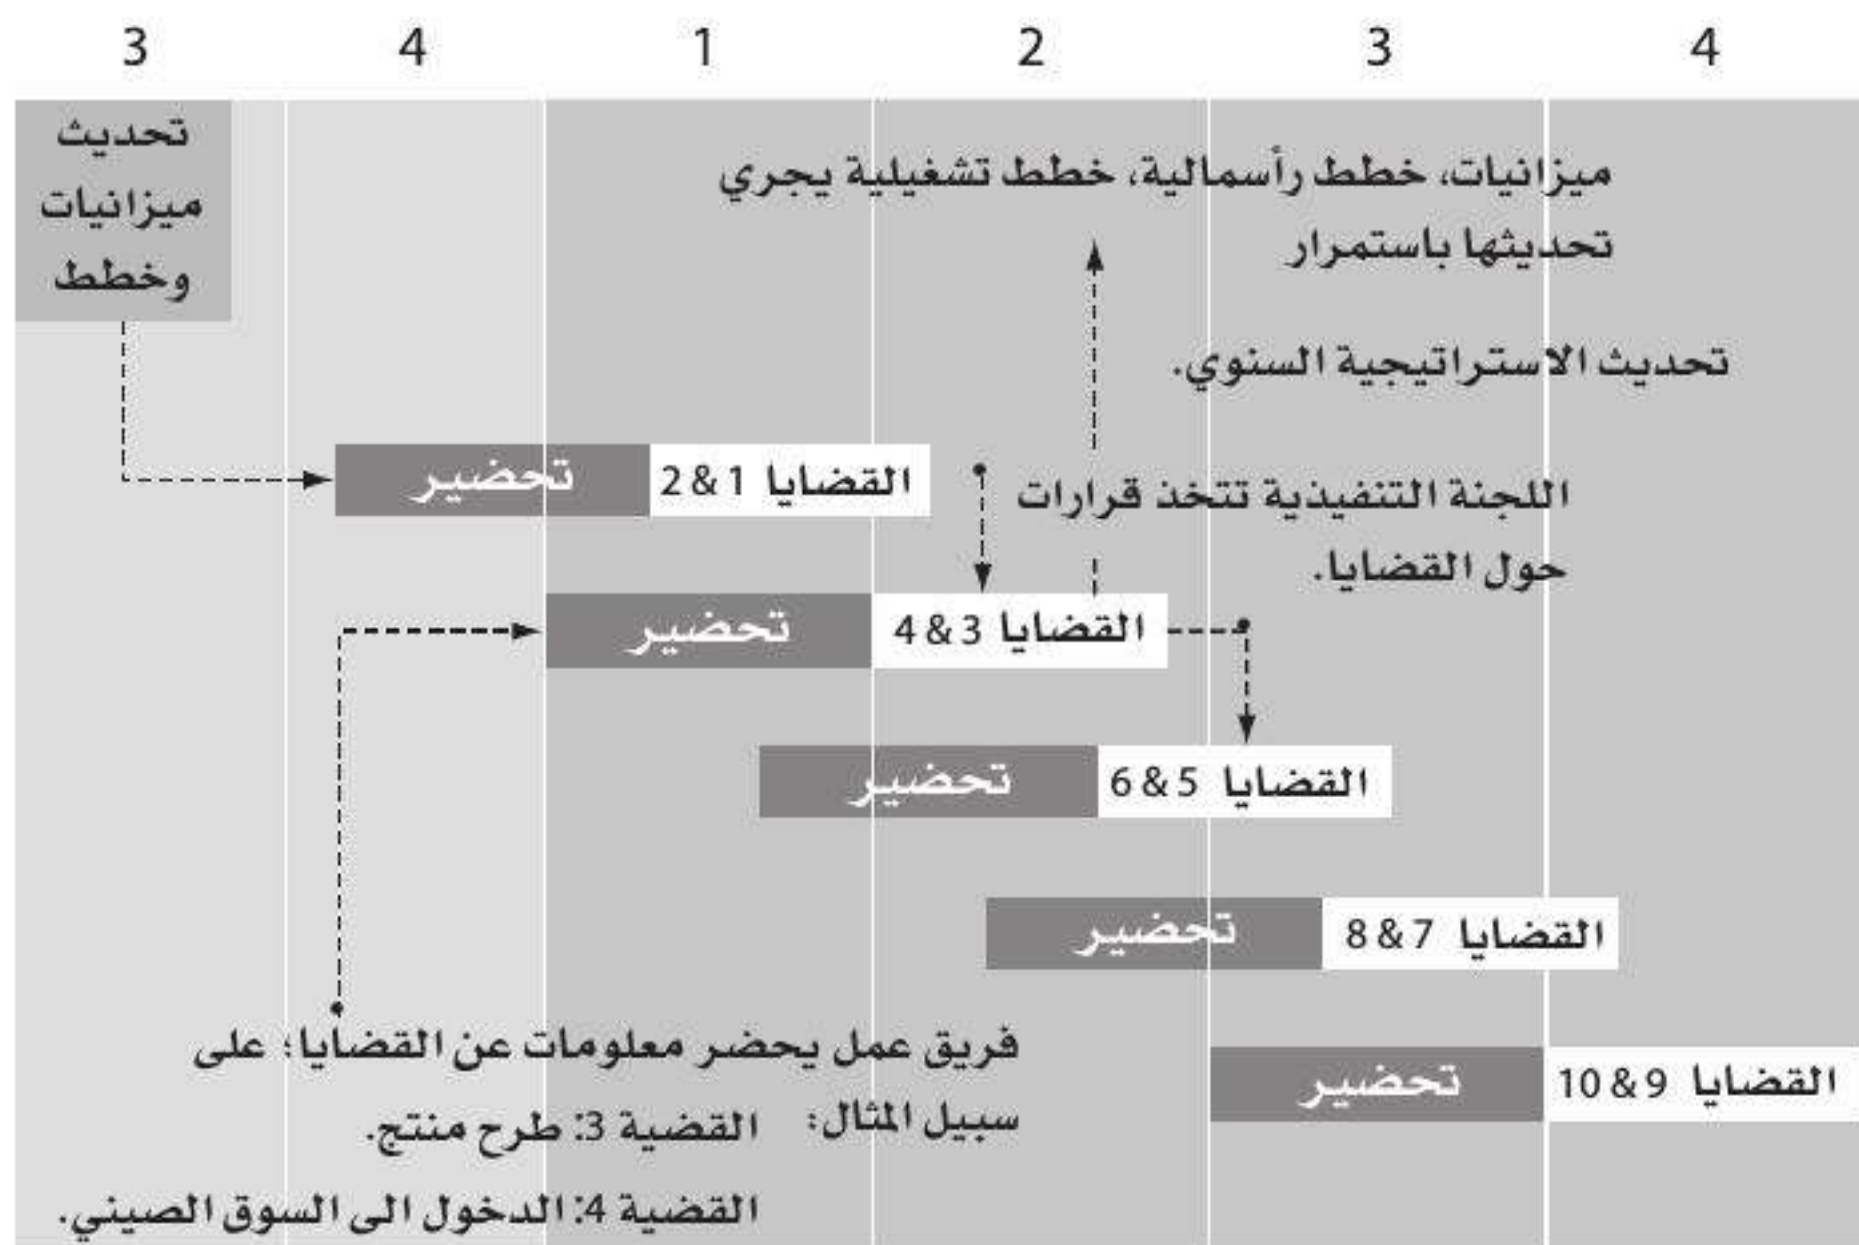 3 4 1 2 3 4
تحديث
ميزانيات
وخطط
ميزانيات، خطط رأسمالية، خطط تشغيلية يجري
تحديثها باستمرار
تحديث الاستراتيجية السنوي.
تحضير
القضايا 1 & 2
اللجنة التنفيذية تتخذ قرارات
حول القضايا.
تحضير
القضايا 3 & 4
تحضير
القضايا 5 & 6
تحضير
القضايا 7 & 8
فريق عمل يحضر معلومات عن القضايا؛ على
سبيل المثال: القضية 3: طرح منتج.
القضية 4: الدخول الى السوق الصيني.
تحضير
القضايا 9 & 10